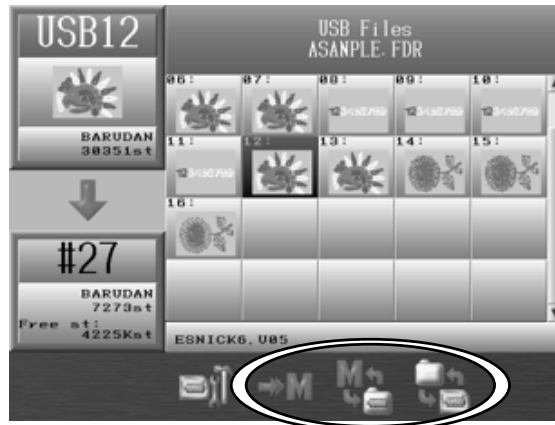 USB12
BARUDAN
30351st
#27
BARUDAN
7273st
Free st:
4225Kst
USB Files
ASANPLE.FDR
06: 07: 08: 09: 10:
11: 12: 13: 14: 15:
16:
ESNICK6.U05
M M